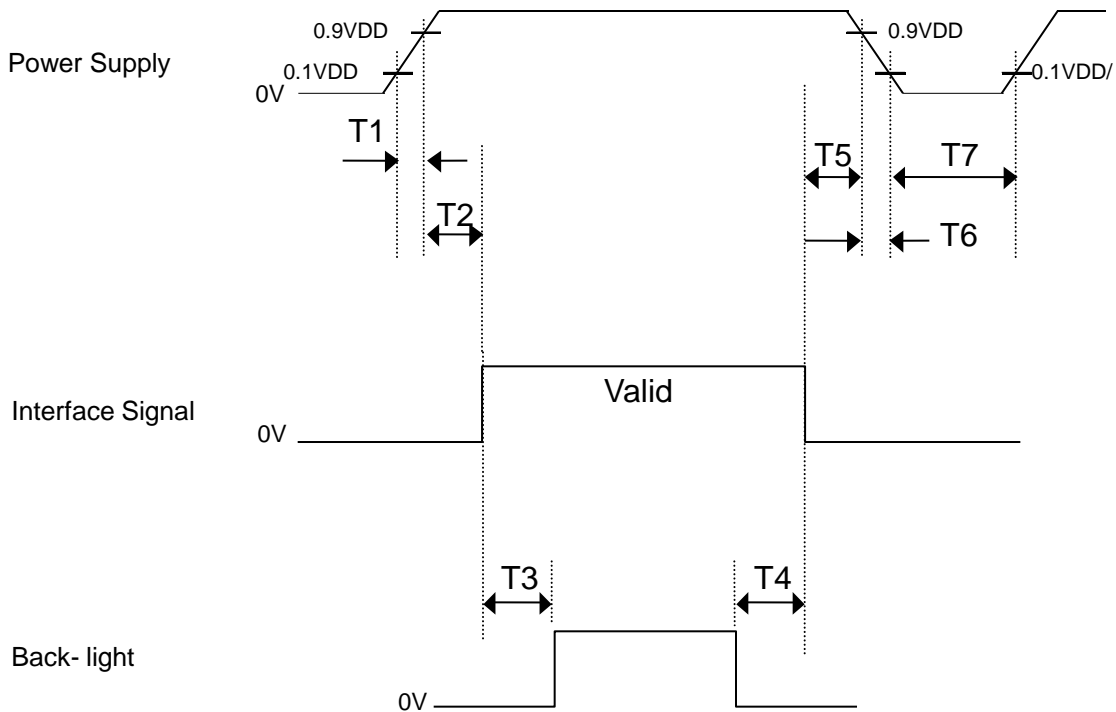 0.9VDD
0.9VDD
Power Supply
0.1VDD
0.1VDD/
0V
T1
T5
T7
T2
T6
Valid
Interface Signal
0V
T3
T4
Back- light
0V